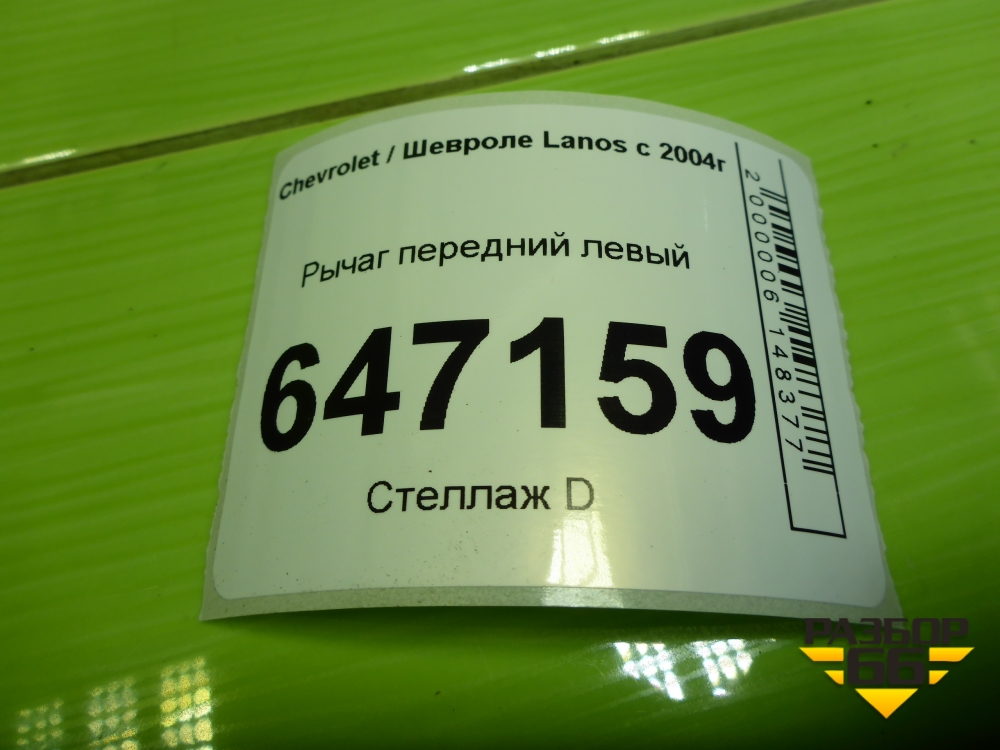 Chevrolet / Шевроле Lanos с 2004г
Рычаг передний левый
647159
Стеллаж D
2000006148377
РАЗБОР
66